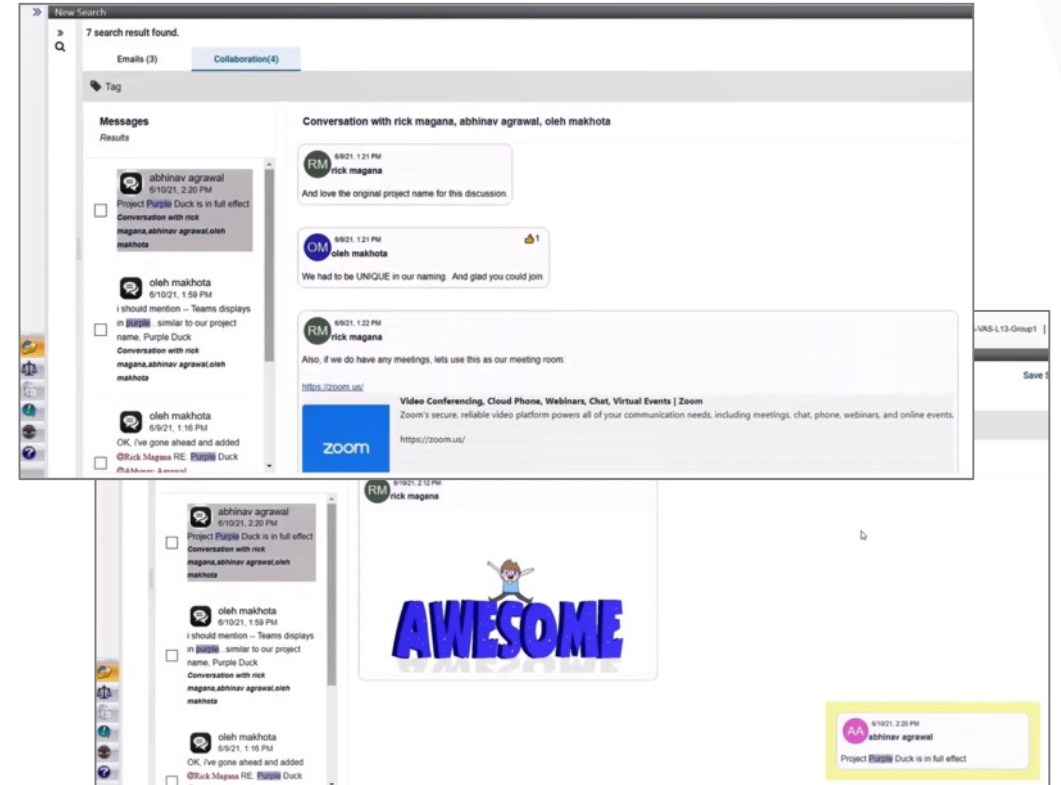 New Search
7 search result found.
Emails (3)
Collaboration(4)
Tag
Messages
Results
abhinav agrawal
6/10/21, 2:20 PM
Project Purple Duck is in full effect
Conversation with rick
magana,abhinav agrawal,oleh
makhota
oleh makhota
6/10/21, 1:59 PM
i should mention -- Teams displays
in purple...similar to our project
name, Purple Duck
Conversation with rick
magana,abhinav agrawal,oleh
makhota
oleh makhota
6/9/21, 1:16 PM
OK, i've gone ahead and added
@Rick Magana RE: Purple Duck
@Abhinav Agrawal
Conversation with rick magana, abhinav agrawal, oleh makhota
RM
6/9/21, 1:21 PM
rick magana
And love the original project name for this discussion.
OM
6/9/21, 1:21 PM
1
oleh makhota
We had to be UNIQUE in our naming. And glad you could join.
RM
6/9/21, 1:22 PM
rick magana
Also, if we do have any meetings, lets use this as our meeting room:
https://zoom.us/
zoom
Video Conferencing, Cloud Phone, Webinars, Chat, Virtual Events | Zoom
Zoom's secure, reliable video platform powers all of your communication needs, including meetings, chat, phone, webinars, and online events.
https://zoom.us/
-VAS-L13-Group1 |
Save S
abhinav agrawal
6/10/21, 2:20 PM
Project Purple Duck is in full effect
Conversation with rick
magana,abhinav agrawal,oleh
makhota
oleh makhota
6/10/21, 1:59 PM
i should mention -- Teams displays
in purple...similar to our project
name, Purple Duck
Conversation with rick
magana,abhinav agrawal,oleh
makhota
oleh makhota
6/9/21, 1:16 PM
OK, i've gone ahead and added
@Rick Magana RE: Purple Duck
RM
6/10/21, 2:12 PM
rick magana
AWESOME
AA
6/10/21, 2:20 PM
abhinav agrawal
Project Purple Duck is in full effect